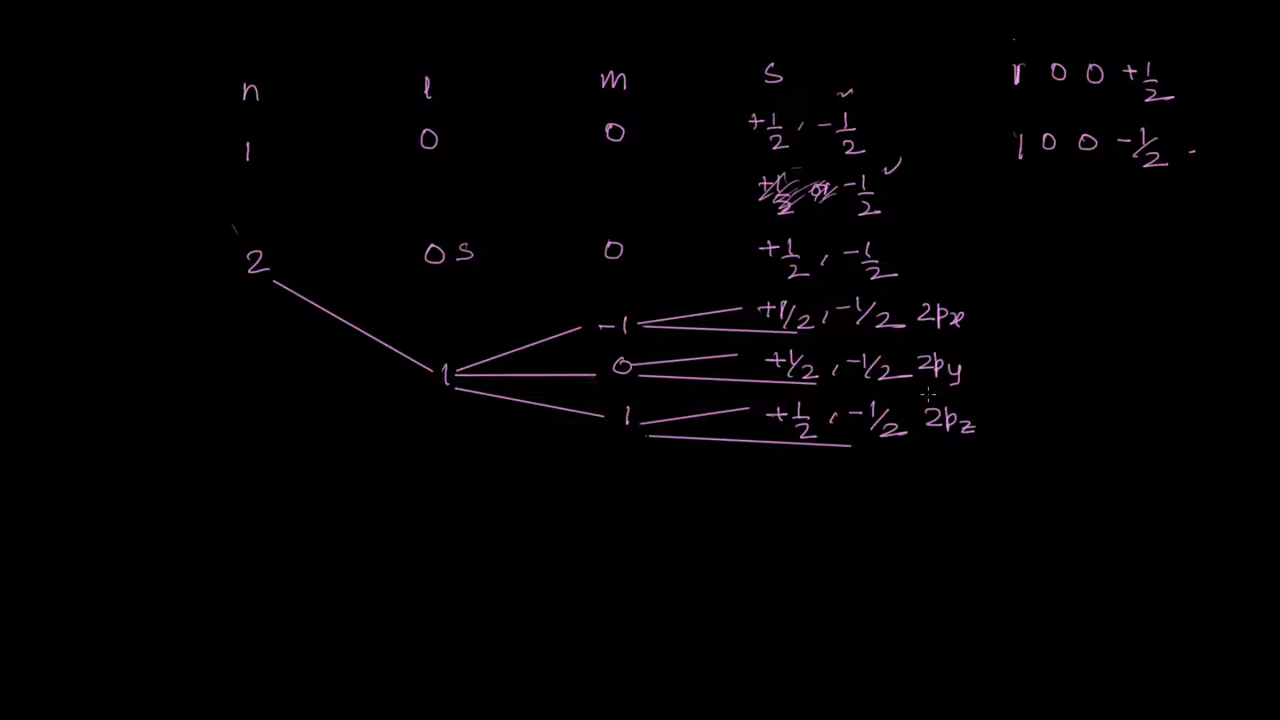 n l m s 1 0 0 +1/2
1 0 0 +1/2, -1/2 1 0 0 -1/2
-1/2
2 0 s 0 +1/2, -1/2
-1 +1/2, -1/2 2px
1 0 +1/2, -1/2 2py
1 +1/2, -1/2 2pz